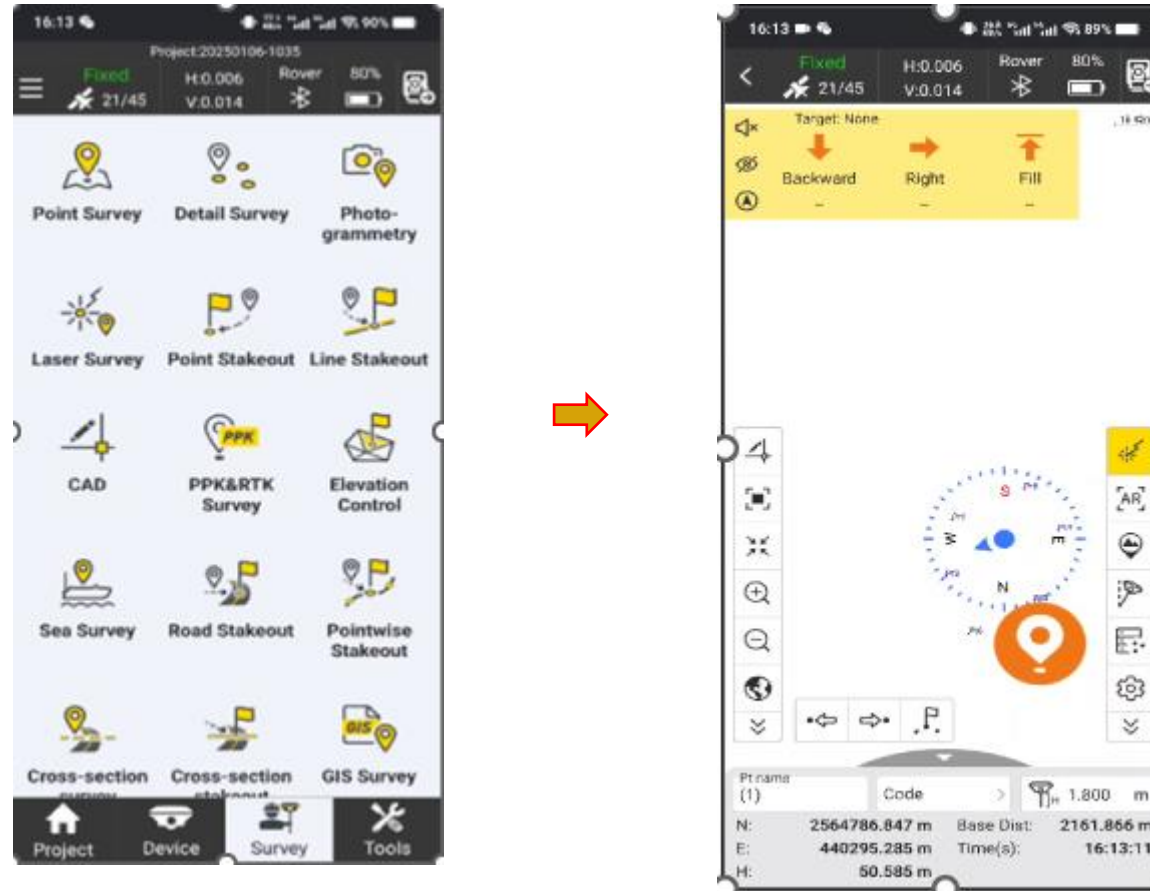 16:13
90%
Project:20250106-1035
Fixed
21/45
H:0.006
V:0.014
Rover
80%
Point Survey
Detail Survey
Photo-
grammetry
Laser Survey
Point Stakeout
Line Stakeout
CAD
PPK
PPK&RTK
Survey
Elevation
Control
Sea Survey
Road Stakeout
Pointwise
Stakeout
Cross-section
survey
Cross-section
stakeout
GIS
GIS Survey
Project
Device
Survey
Tools
16:13
89%
Fixed
21/45
H:0.006
V:0.014
Rover
80%
Target: None
Backward
Right
Fill
–
–
–
AR
S
W
E
N
Pt name
(1)
Code
H
1.800 m
N: 2564786.847 m Base Dist: 2161.866 m
E: 440295.285 m Time(s): 16:13:11
H: 50.585 m